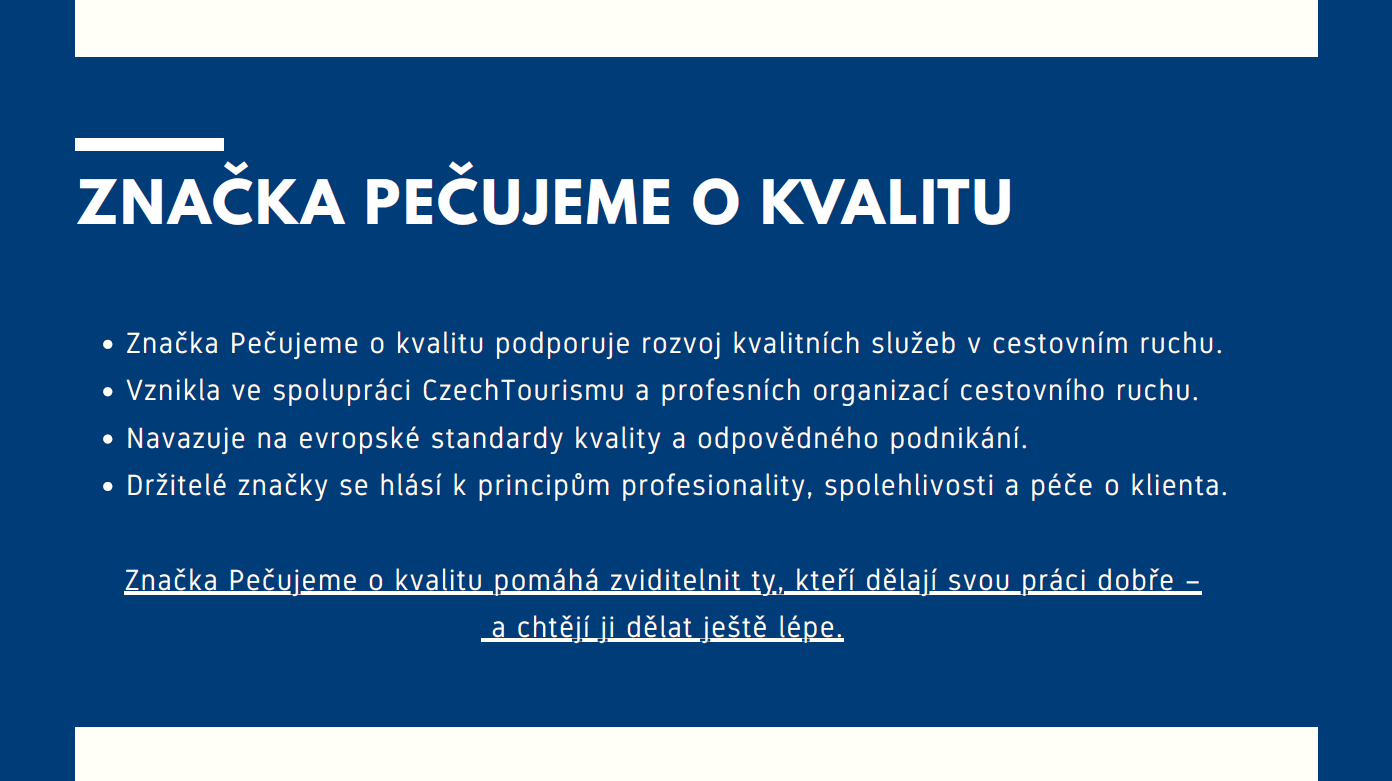 ZNAČKA PEČUJEME O KVALITU
• Značka Pečujeme o kvalitu podporuje rozvoj kvalitních služeb v cestovním ruchu.
• Vznikla ve spolupráci CzechTourismu a profesních organizací cestovního ruchu.
• Navazuje na evropské standardy kvality a odpovědného podnikání.
• Držitelé značky se hlásí k principům profesionality, spolehlivosti a péče o klienta.
Značka Pečujeme o kvalitu pomáhá zviditelnit ty, kteří dělají svou práci dobře –
a chtějí ji dělat ještě lépe.